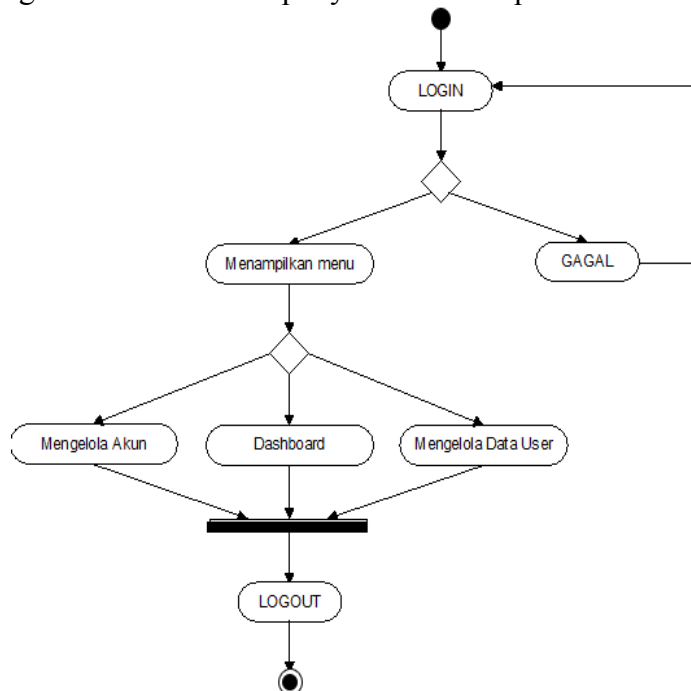 LOGIN
Menampilkan menu
GAGAL
Mengelola Akun
Dashboard
Mengelola Data User
LOGOUT